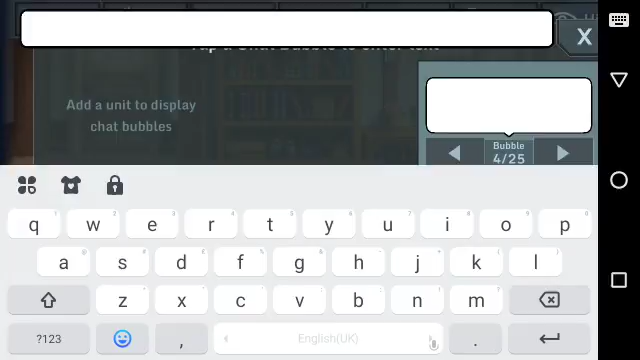 X
Tap a Chat Bubble to enter text
Add a unit to display
chat bubbles
Bubble
4/25
q w e r t y u i o p
a s d f g h j k l
z x c v b n m
?123 , English(UK) .